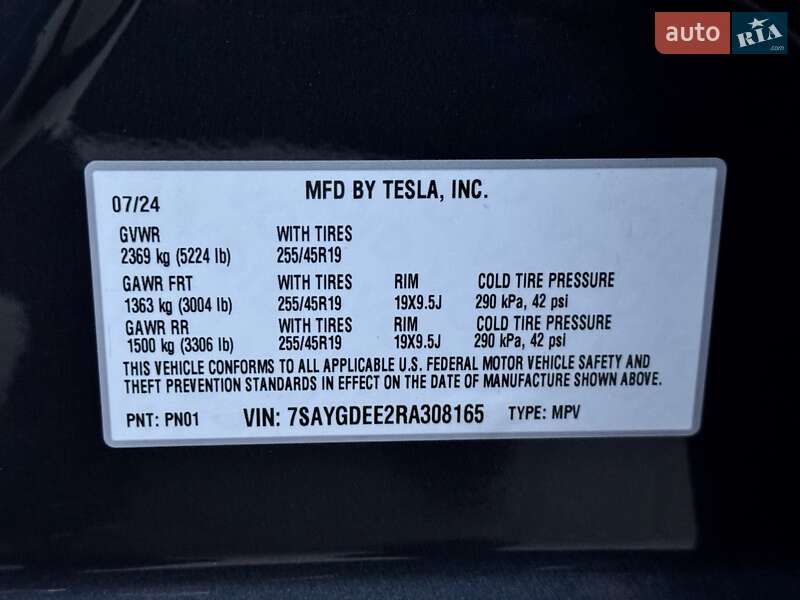 auto RIA .com
07/24 MFD BY TESLA, INC.
GVWR WITH TIRES
2369 kg (5224 lb) 255/45R19
GAWR FRT WITH TIRES RIM COLD TIRE PRESSURE
1363 kg (3004 lb) 255/45R19 19X9.5J 290 kPa, 42 psi
GAWR RR WITH TIRES RIM COLD TIRE PRESSURE
1500 kg (3306 lb) 255/45R19 19X9.5J 290 kPa, 42 psi
THIS VEHICLE CONFORMS TO ALL APPLICABLE U.S. FEDERAL MOTOR VEHICLE SAFETY AND
THEFT PREVENTION STANDARDS IN EFFECT ON THE DATE OF MANUFACTURE SHOWN ABOVE.
PNT: PN01 VIN: 7SAYGDEE2RA308165 TYPE: MPV